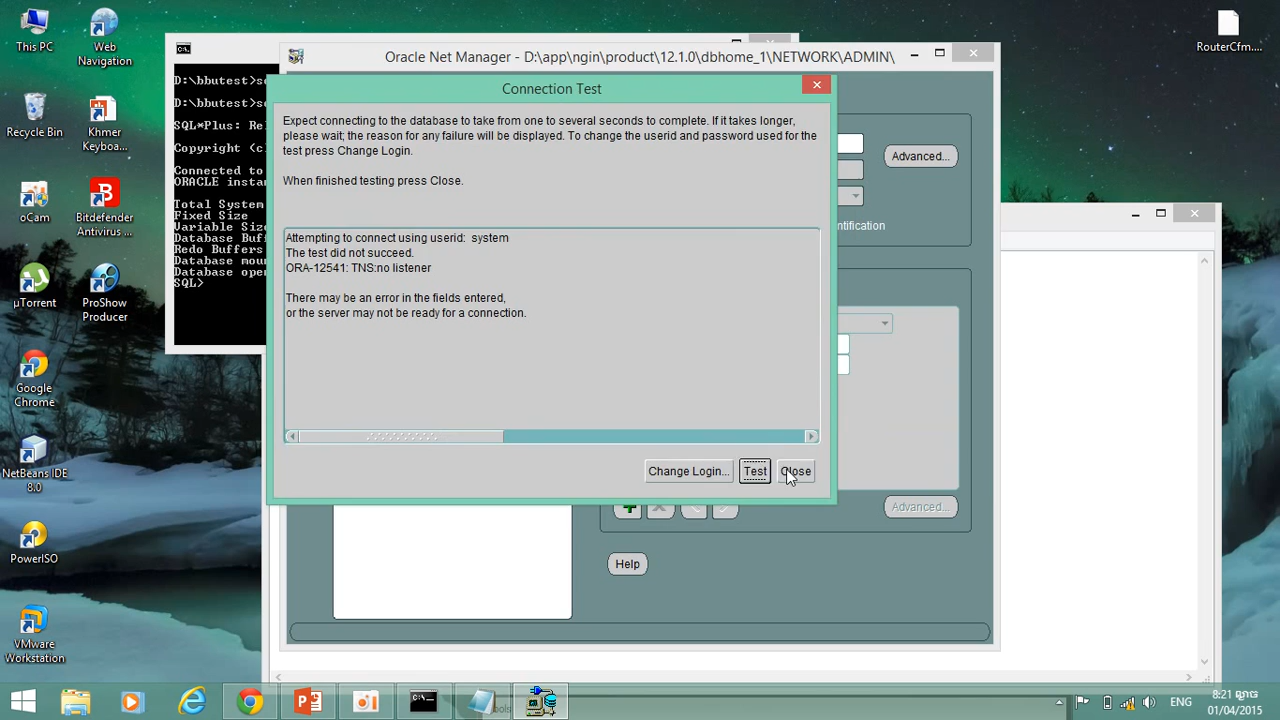 This PC
Web
Navigation
RouterCfm....
Oracle Net Manager - D:\app\ngin\product\12.1.0\dbhome_1\NETWORK\ADMIN\
D:\bbutest>s
D:\bbutest>s
SQL*Plus: Re
Copyright (c
Connected to
ORACLE insta
Total System
Fixed Size
Variable Siz
Database Buf
Redo Buffers
Database mou
Database ope
SQL>
Connection Test
Expect connecting to the database to take from one to several seconds to complete. If it takes longer,
please wait; the reason for any failure will be displayed. To change the userid and password used for the
test press Change Login.
When finished testing press Close.
Attempting to connect using userid:  system
The test did not succeed.
ORA-12541: TNS:no listener
There may be an error in the fields entered,
or the server may not be ready for a connection.
Change Login...
Test
Close
Advanced...
ntification
Advanced...
Help
Recycle Bin
Khmer
Keyboa...
oCam
Bitdefender
Antivirus ...
µTorrent
ProShow
Producer
Google
Chrome
NetBeans IDE
8.0
PowerISO
VMware
Workstation
ENG
01/04/2015